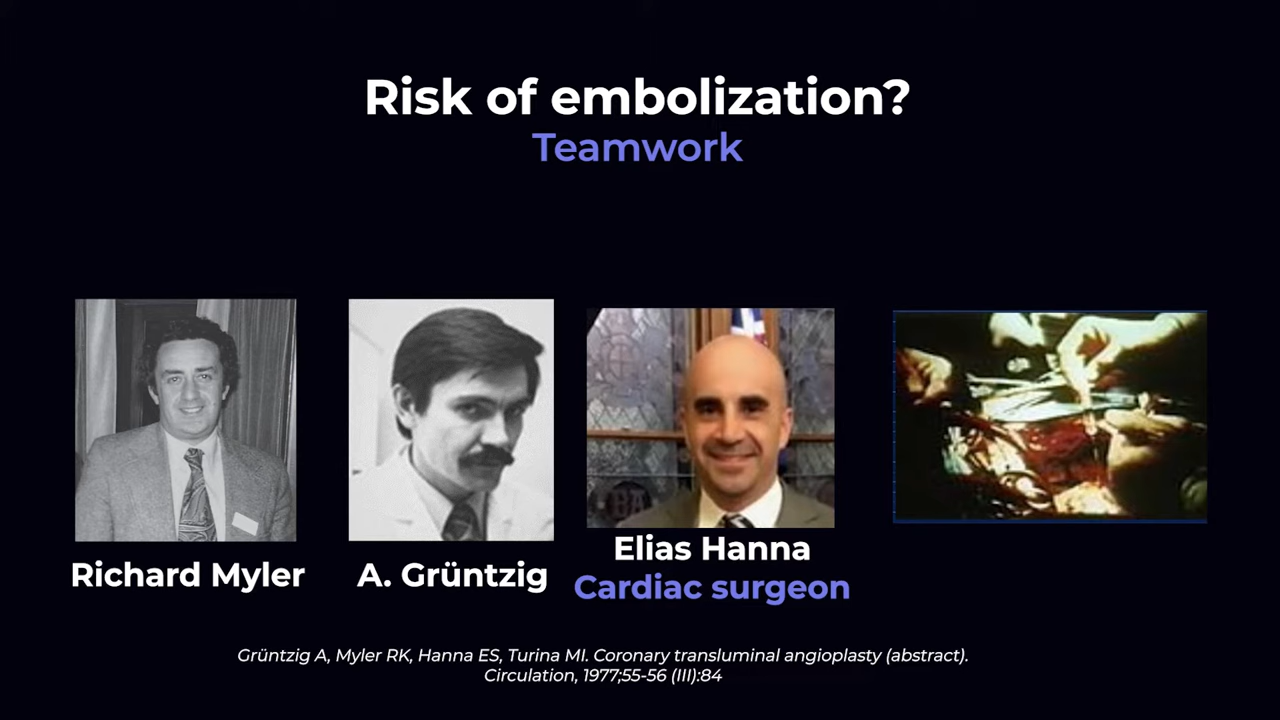 Risk of embolization?
Teamwork
Richard Myler
A. Grüntzig
Elias Hanna
Cardiac surgeon
Grüntzig A, Myler RK, Hanna ES, Turina MI. Coronary transluminal angioplasty (abstract).
Circulation, 1977;55-56 (III):84